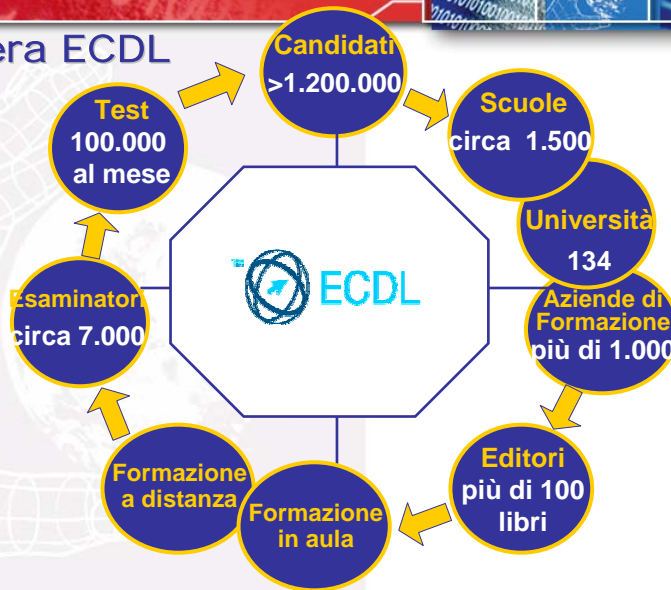 era ECDL
Candidati
>1.200.000
Scuole
circa 1.500
Università
134
Aziende di
Formazione
più di 1.000
Editori
più di 100
libri
Formazione
in aula
Formazione
a distanza
Esaminatori
circa 7.000
Test
100.000
al mese
ECDL